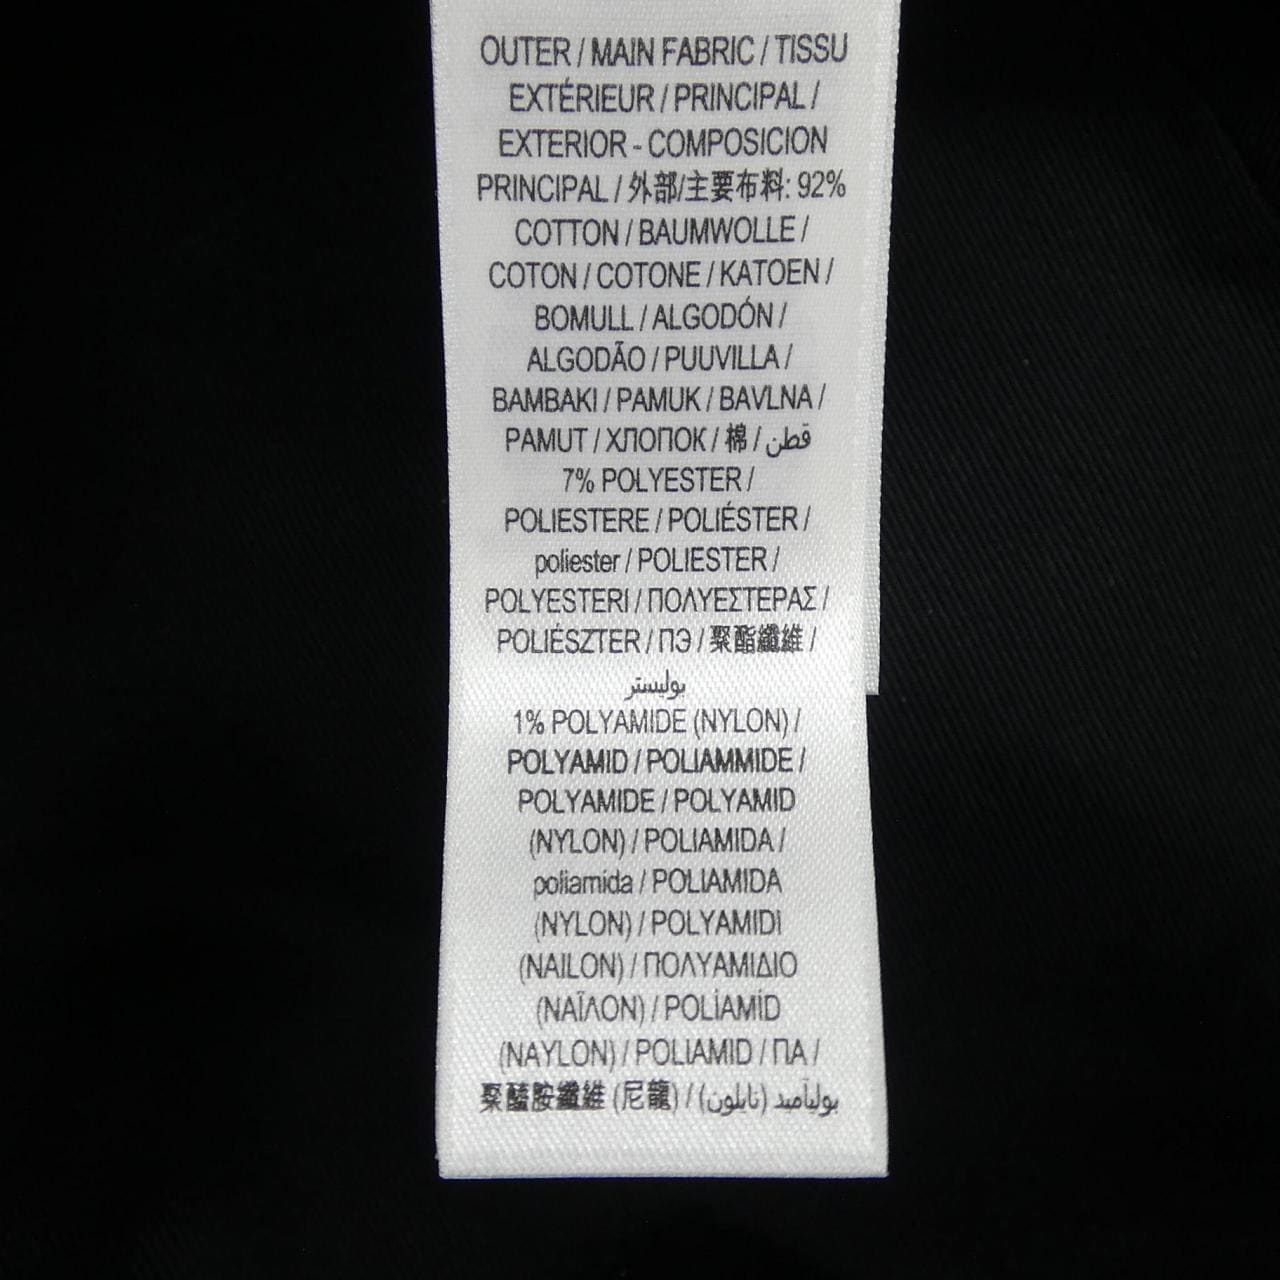 OUTER / MAIN FABRIC / TISSU
EXTÉRIEUR / PRINCIPAL /
EXTERIOR - COMPOSICION
PRINCIPAL / 外部/主要布料: 92%
COTTON / BAUMWOLLE /
COTON / COTONE / KATOEN /
BOMULL / ALGODÓN /
ALGODÃO / PUUVILLA /
BAMBAKI / PAMUK / BAVLNA /
PAMUT / ХЛОПОК / 棉 / قطن
7% POLYESTER /
POLIESTERE / POLIÉSTER /
poliester / POLIESTER /
POLYESTERI / ΠΟΛΥΕΣΤΕΡΑΣ /
POLIÉSZTER / ПЭ / 聚酯纖維 /
بوليستر
1% POLYAMIDE (NYLON) /
POLYAMID / POLIAMMIDE /
POLYAMIDE / POLYAMID
(NYLON) / POLIAMIDA /
poliamida / POLIAMIDA
(NYLON) / POLYAMIDI
(NAILON) / ΠΟΛΥΑΜΙΔΙΟ
(ΝΑΪΛΟΝ) / POLİAMİD
(NAYLON) / POLIAMID / ПА /
聚醯胺纖維 (尼龍) / بولیآمید (نايلون)